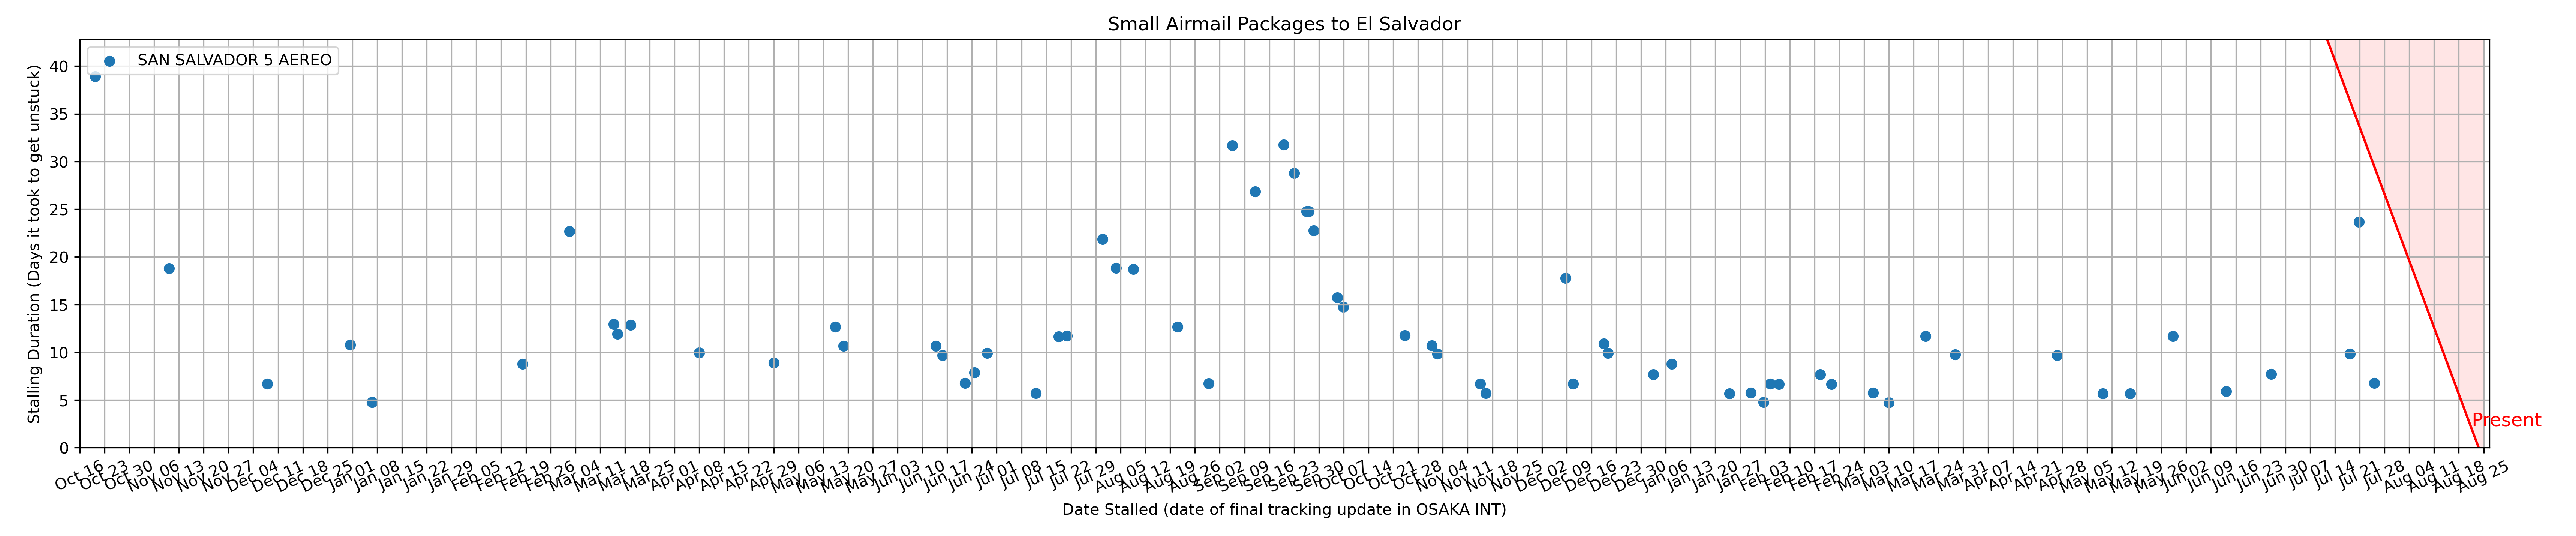 Small Airmail Packages to El Salvador
SAN SALVADOR 5 AEREO
Stalling Duration (Days it took to get unstuck)
40
35
30
25
20
15
10
5
0
Present
Oct 16
Oct 23
Oct 30
Nov 06
Nov 13
Nov 20
Nov 27
Dec 04
Dec 11
Dec 18
Dec 25
Jan 01
Jan 08
Jan 15
Jan 22
Jan 29
Feb 05
Feb 12
Feb 19
Feb 26
Mar 04
Mar 11
Mar 18
Mar 25
Apr 01
Apr 08
Apr 15
Apr 22
Apr 29
May 06
May 13
May 20
May 27
Jun 03
Jun 10
Jun 17
Jun 24
Jul 01
Jul 08
Jul 15
Jul 22
Jul 29
Aug 05
Aug 12
Aug 19
Aug 26
Sep 02
Sep 09
Sep 16
Sep 23
Sep 30
Oct 07
Oct 14
Oct 21
Oct 28
Nov 04
Nov 11
Nov 18
Nov 25
Dec 02
Dec 09
Dec 16
Dec 23
Dec 30
Jan 06
Jan 13
Jan 20
Jan 27
Feb 03
Feb 10
Feb 17
Feb 24
Mar 03
Mar 10
Mar 17
Mar 24
Mar 31
Apr 07
Apr 14
Apr 21
Apr 28
May 05
May 12
May 19
May 26
Jun 02
Jun 09
Jun 16
Jun 23
Jun 30
Jul 07
Jul 14
Jul 21
Jul 28
Aug 04
Aug 11
Aug 18
Aug 25
Date Stalled (date of final tracking update in OSAKA INT)